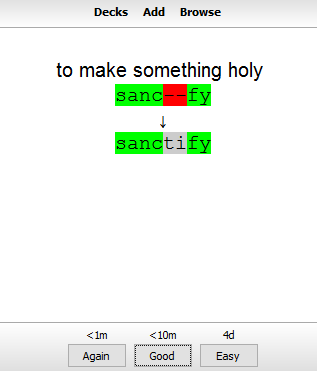 Decks Add Browse
to make something holy
sanc--fy
↓
sanctify
<1m <10m 4d
Again Good Easy